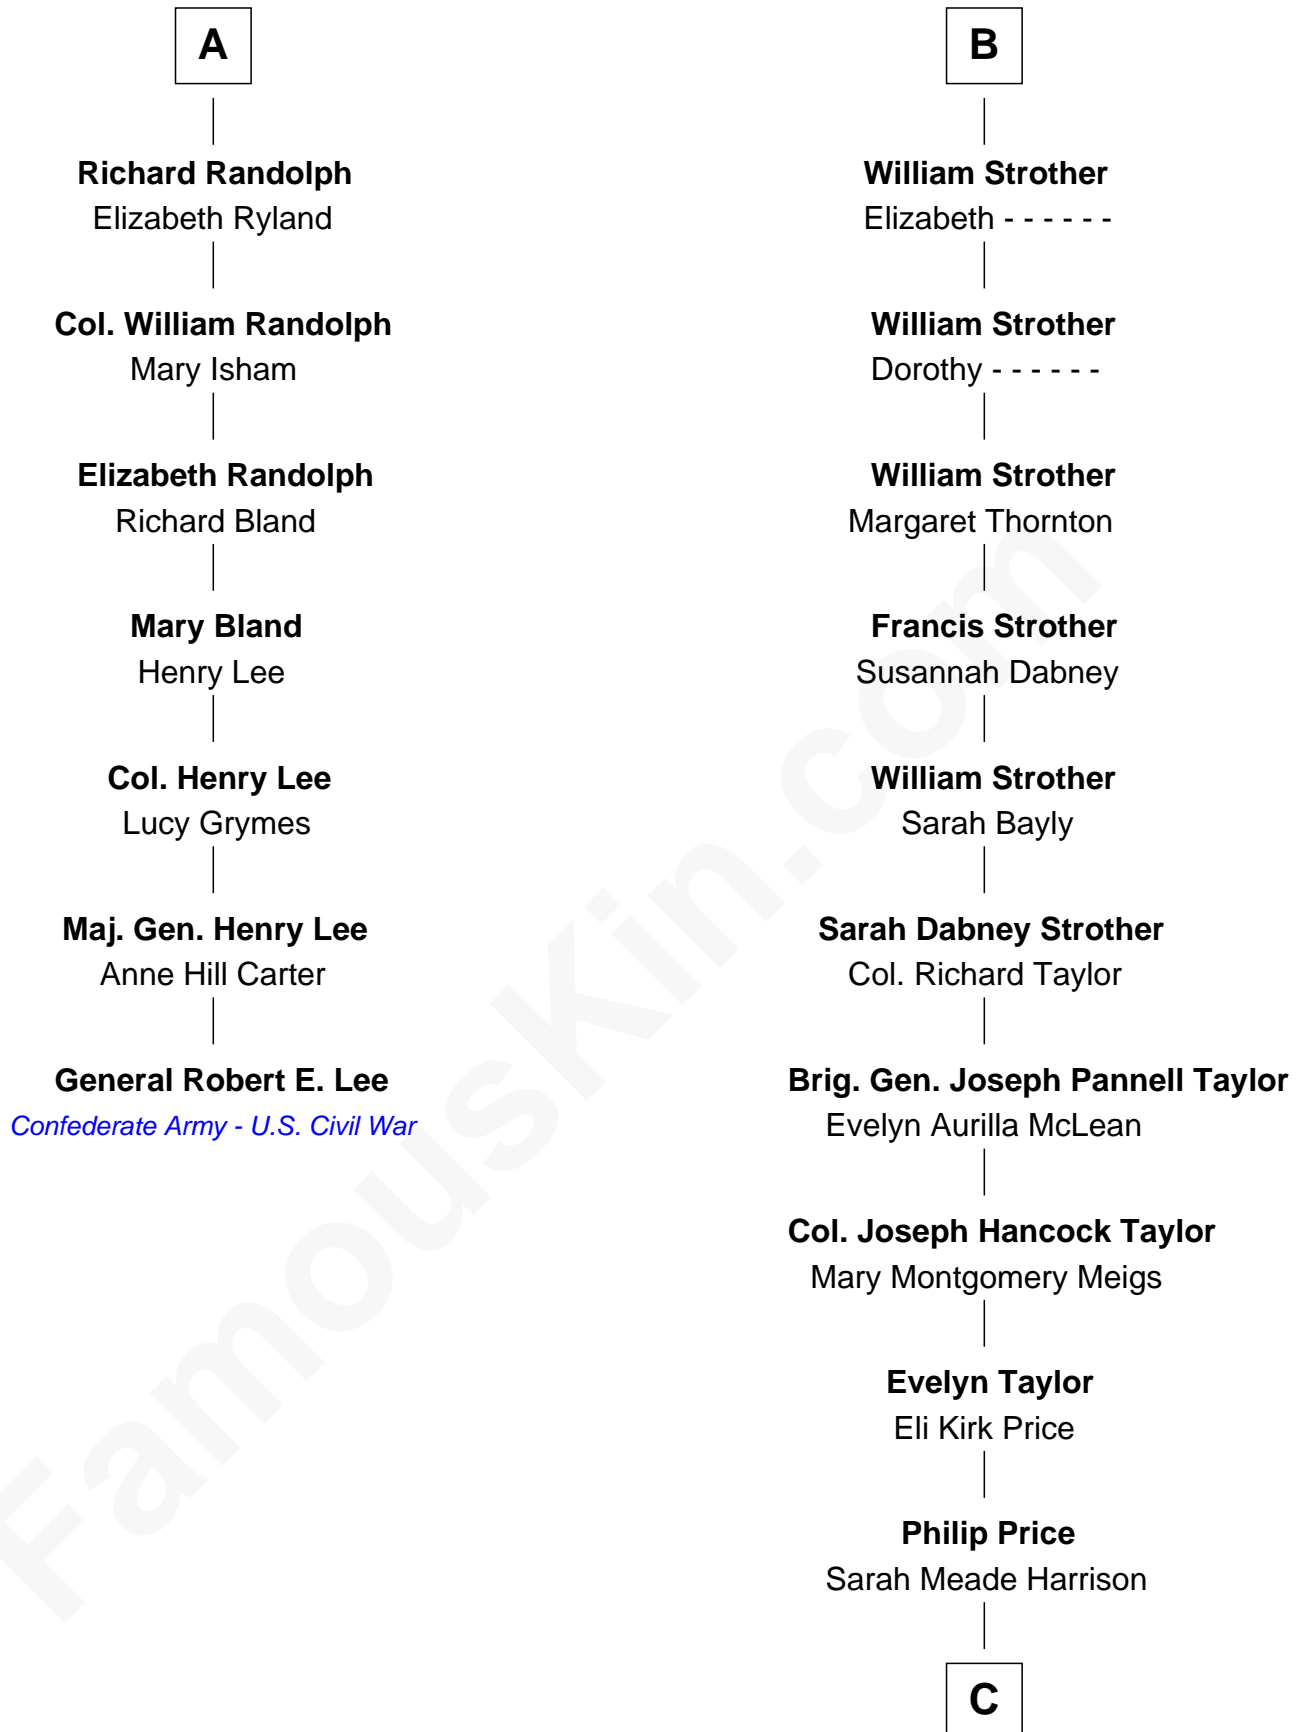 A
Richard Randolph
Elizabeth Ryland
Col. William Randolph
Mary Isham
Elizabeth Randolph
Richard Bland
Mary Bland
Henry Lee
Col. Henry Lee
Lucy Grymes
Maj. Gen. Henry Lee
Anne Hill Carter
General Robert E. Lee
Confederate Army - U.S. Civil War
B
William Strother
Elizabeth - - - - - -
William Strother
Dorothy - - - - - -
William Strother
Margaret Thornton
Francis Strother
Susannah Dabney
William Strother
Sarah Bayly
Sarah Dabney Strother
Col. Richard Taylor
Brig. Gen. Joseph Pannell Taylor
Evelyn Aurilla McLean
Col. Joseph Hancock Taylor
Mary Montgomery Meigs
Evelyn Taylor
Eli Kirk Price
Philip Price
Sarah Meade Harrison
C
FamousKin.com